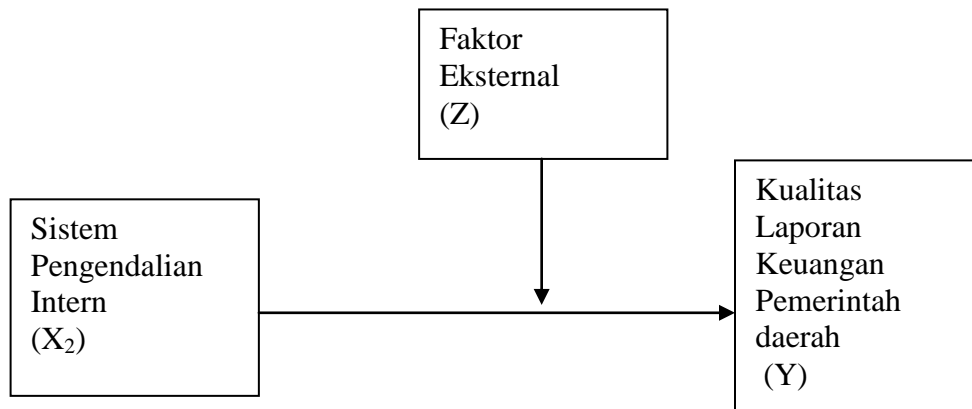 Faktor
Eksternal
(Z)
Sistem
Pengendalian
Intern
(X₂)
Kualitas
Laporan
Keuangan
Pemerintah
daerah
(Y)